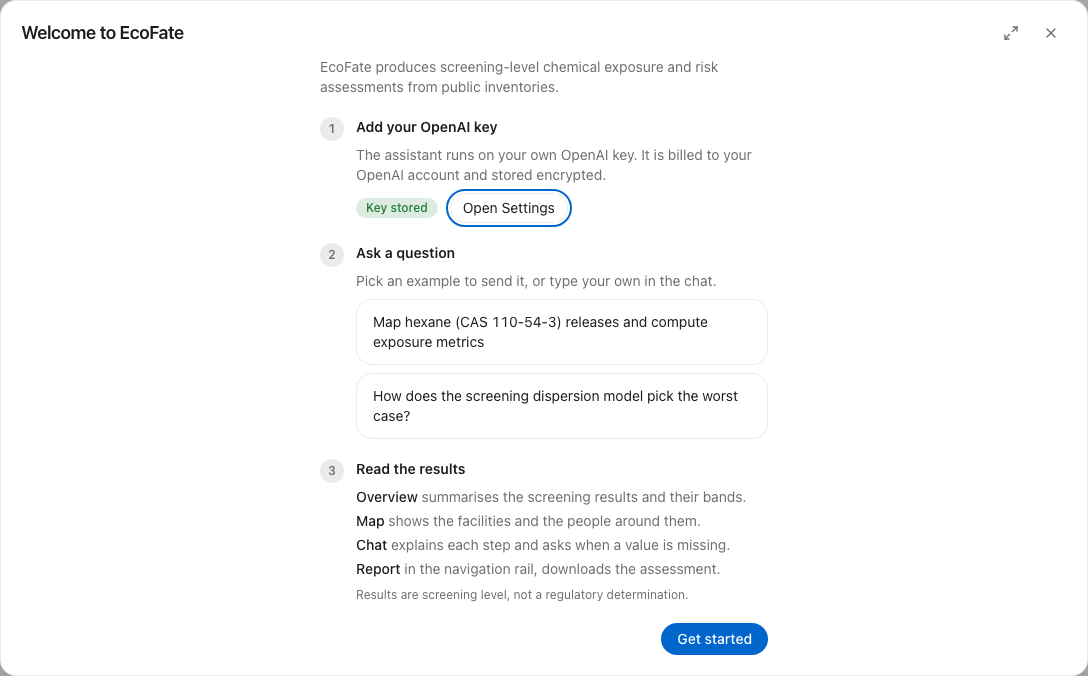 Welcome to EcoFate
EcoFate produces screening-level chemical exposure and risk
assessments from public inventories.
1
Add your OpenAI key
The assistant runs on your own OpenAI key. It is billed to your
OpenAI account and stored encrypted.
Key stored
Open Settings
2
Ask a question
Pick an example to send it, or type your own in the chat.
Map hexane (CAS 110-54-3) releases and compute
exposure metrics
How does the screening dispersion model pick the worst
case?
3
Read the results
Overview summarises the screening results and their bands.
Map shows the facilities and the people around them.
Chat explains each step and asks when a value is missing.
Report in the navigation rail, downloads the assessment.
Results are screening level, not a regulatory determination.
Get started